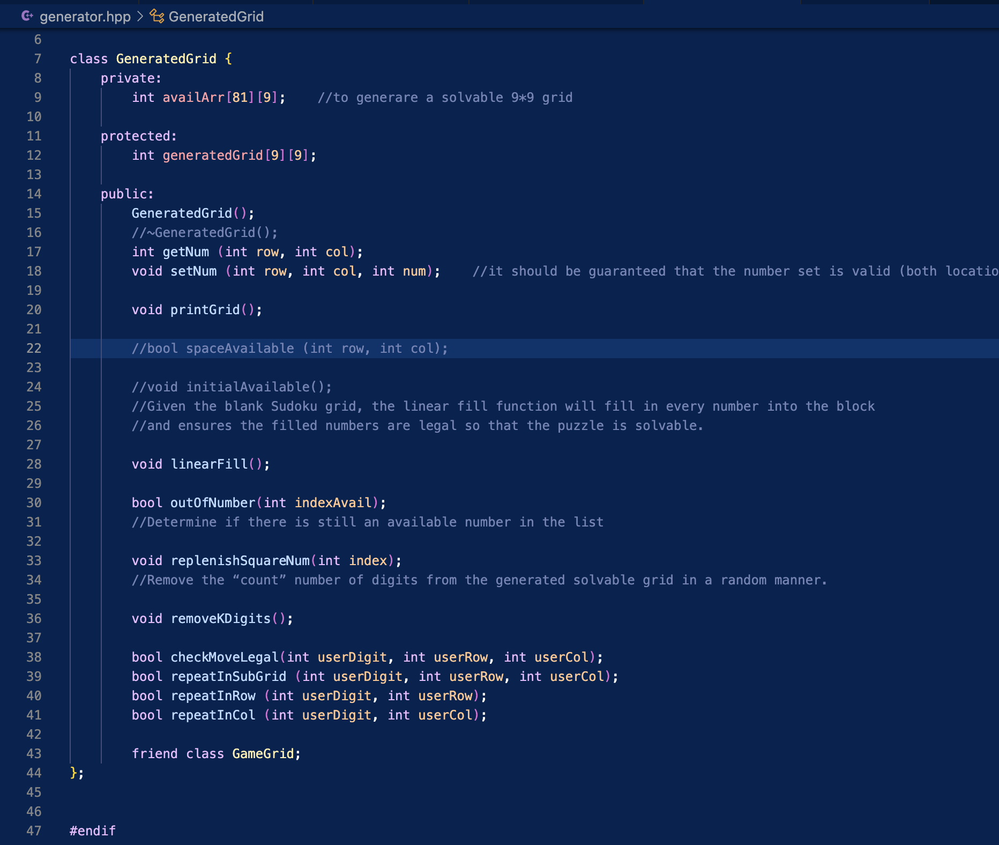 generator.hpp > GeneratedGrid
6
7 class GeneratedGrid {
8 private:
9 int availArr[81][9]; //to generare a solvable 9*9 grid
10
11 protected:
12 int generatedGrid[9][9];
13
14 public:
15 GeneratedGrid();
16 //~GeneratedGrid();
17 int getNum (int row, int col);
18 void setNum (int row, int col, int num); //it should be guaranteed that the number set is valid (both locatio
19
20 void printGrid();
21
22 //bool spaceAvailable (int row, int col);
23
24 //void initialAvailable();
25 //Given the blank Sudoku grid, the linear fill function will fill in every number into the block
26 //and ensures the filled numbers are legal so that the puzzle is solvable.
27
28 void linearFill();
29
30 bool outOfNumber(int indexAvail);
31 //Determine if there is still an available number in the list
32
33 void replenishSquareNum(int index);
34 //Remove the “count” number of digits from the generated solvable grid in a random manner.
35
36 void removeKDigits();
37
38 bool checkMoveLegal(int userDigit, int userRow, int userCol);
39 bool repeatInSubGrid (int userDigit, int userRow, int userCol);
40 bool repeatInRow (int userDigit, int userRow);
41 bool repeatInCol (int userDigit, int userCol);
42
43 friend class GameGrid;
44 };
45
46
47 #endif